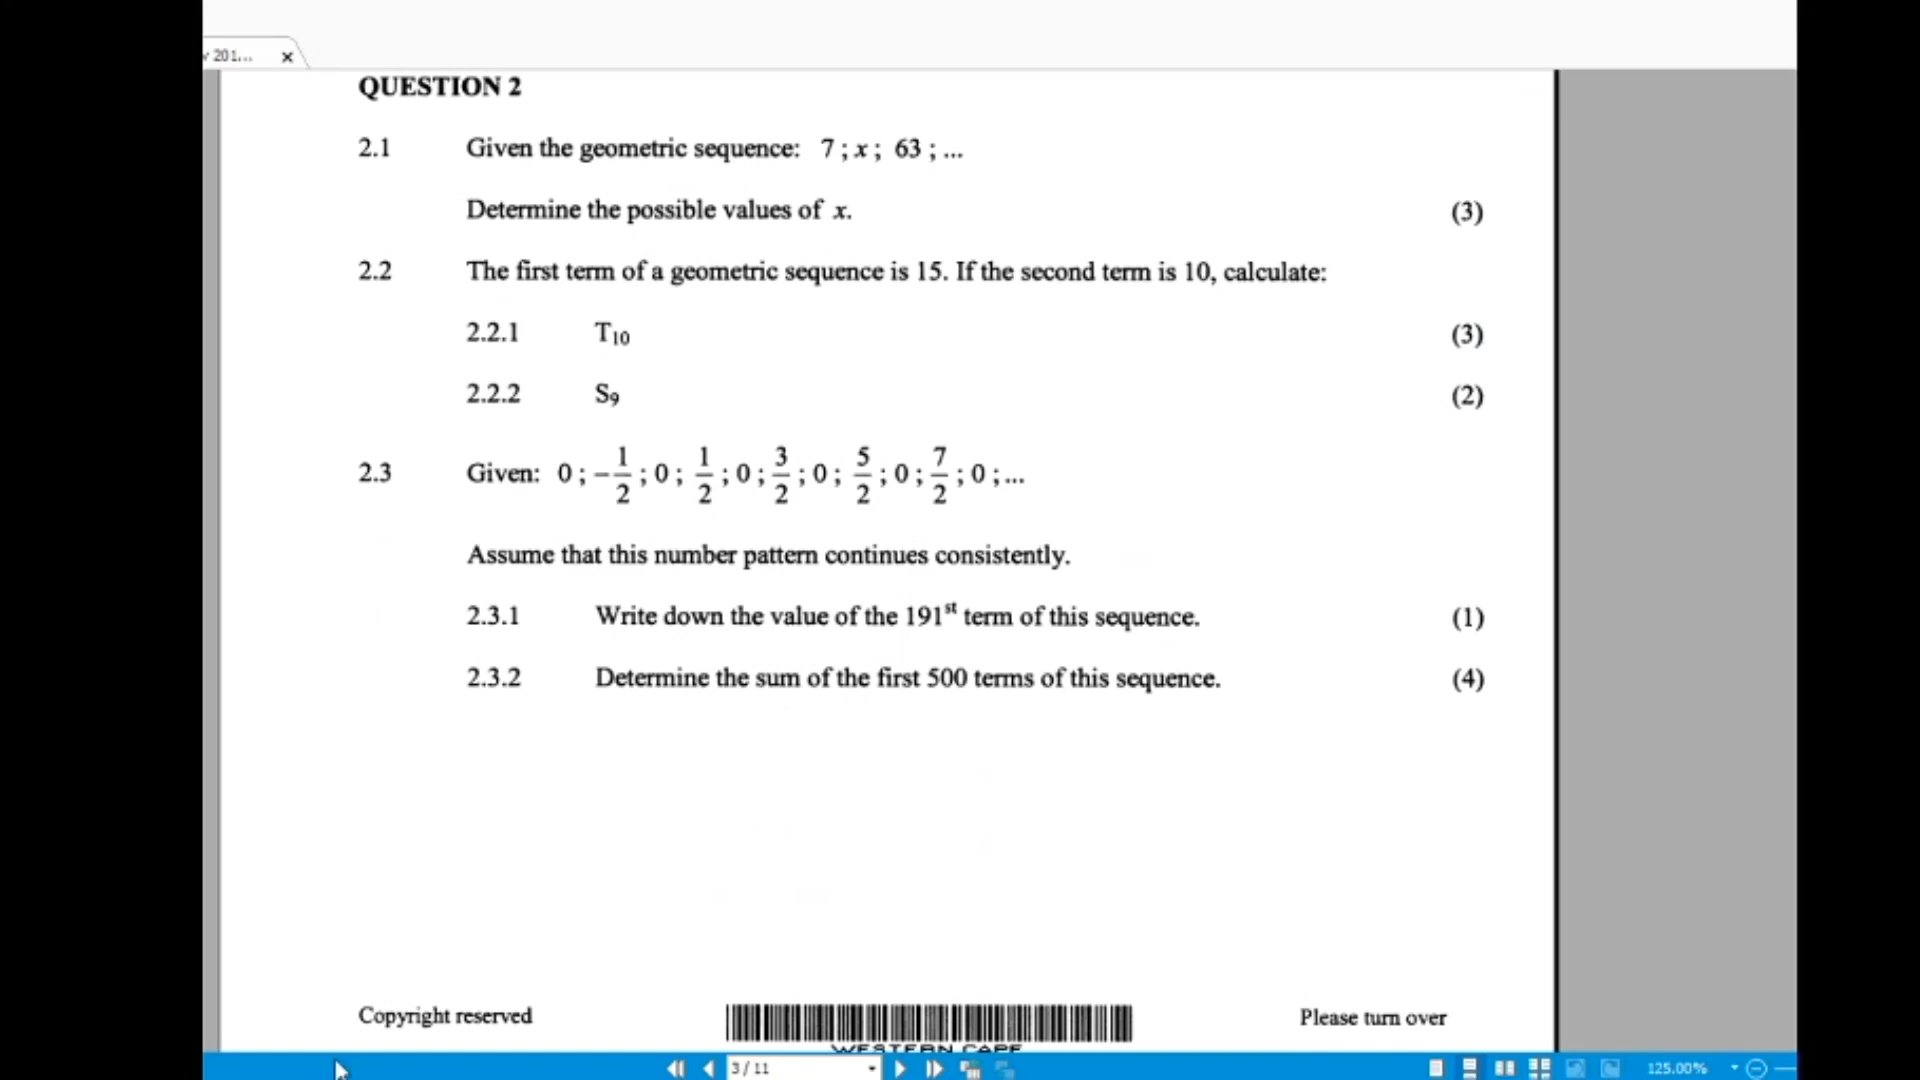 v 201...
QUESTION 2
2.1 Given the geometric sequence: 7 ; x ; 63 ; ...
Determine the possible values of x. (3)
2.2 The first term of a geometric sequence is 15. If the second term is 10, calculate:
2.2.1 T₁₀ (3)
2.2.2 S₉ (2)
2.3 Given: 0 ; -1/2 ; 0 ; 1/2 ; 0 ; 3/2 ; 0 ; 5/2 ; 0 ; 7/2 ; 0 ; ...
Assume that this number pattern continues consistently.
2.3.1 Write down the value of the 191st term of this sequence. (1)
2.3.2 Determine the sum of the first 500 terms of this sequence. (4)
Copyright reserved Please turn over
WESTERN CAPE
3 / 11 125.00%